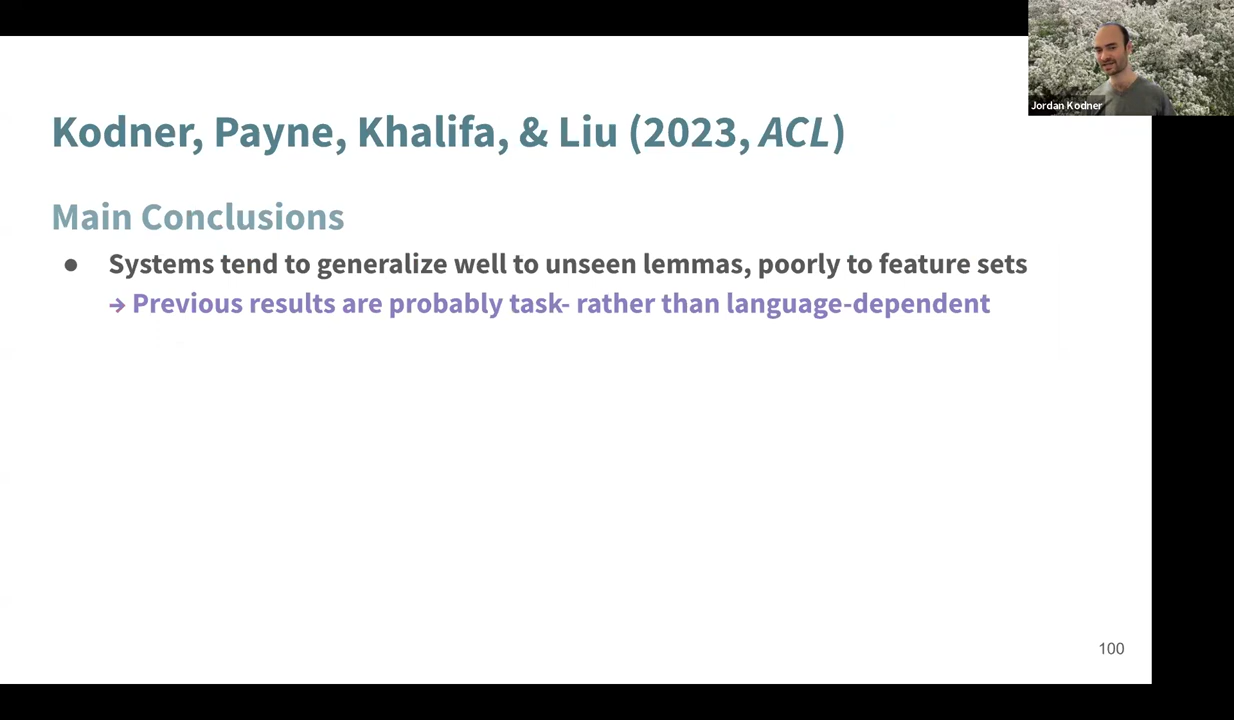 Jordan Kodner
Kodner, Payne, Khalifa, & Liu (2023, ACL)
Main Conclusions
● Systems tend to generalize well to unseen lemmas, poorly to feature sets
→ Previous results are probably task- rather than language-dependent
100